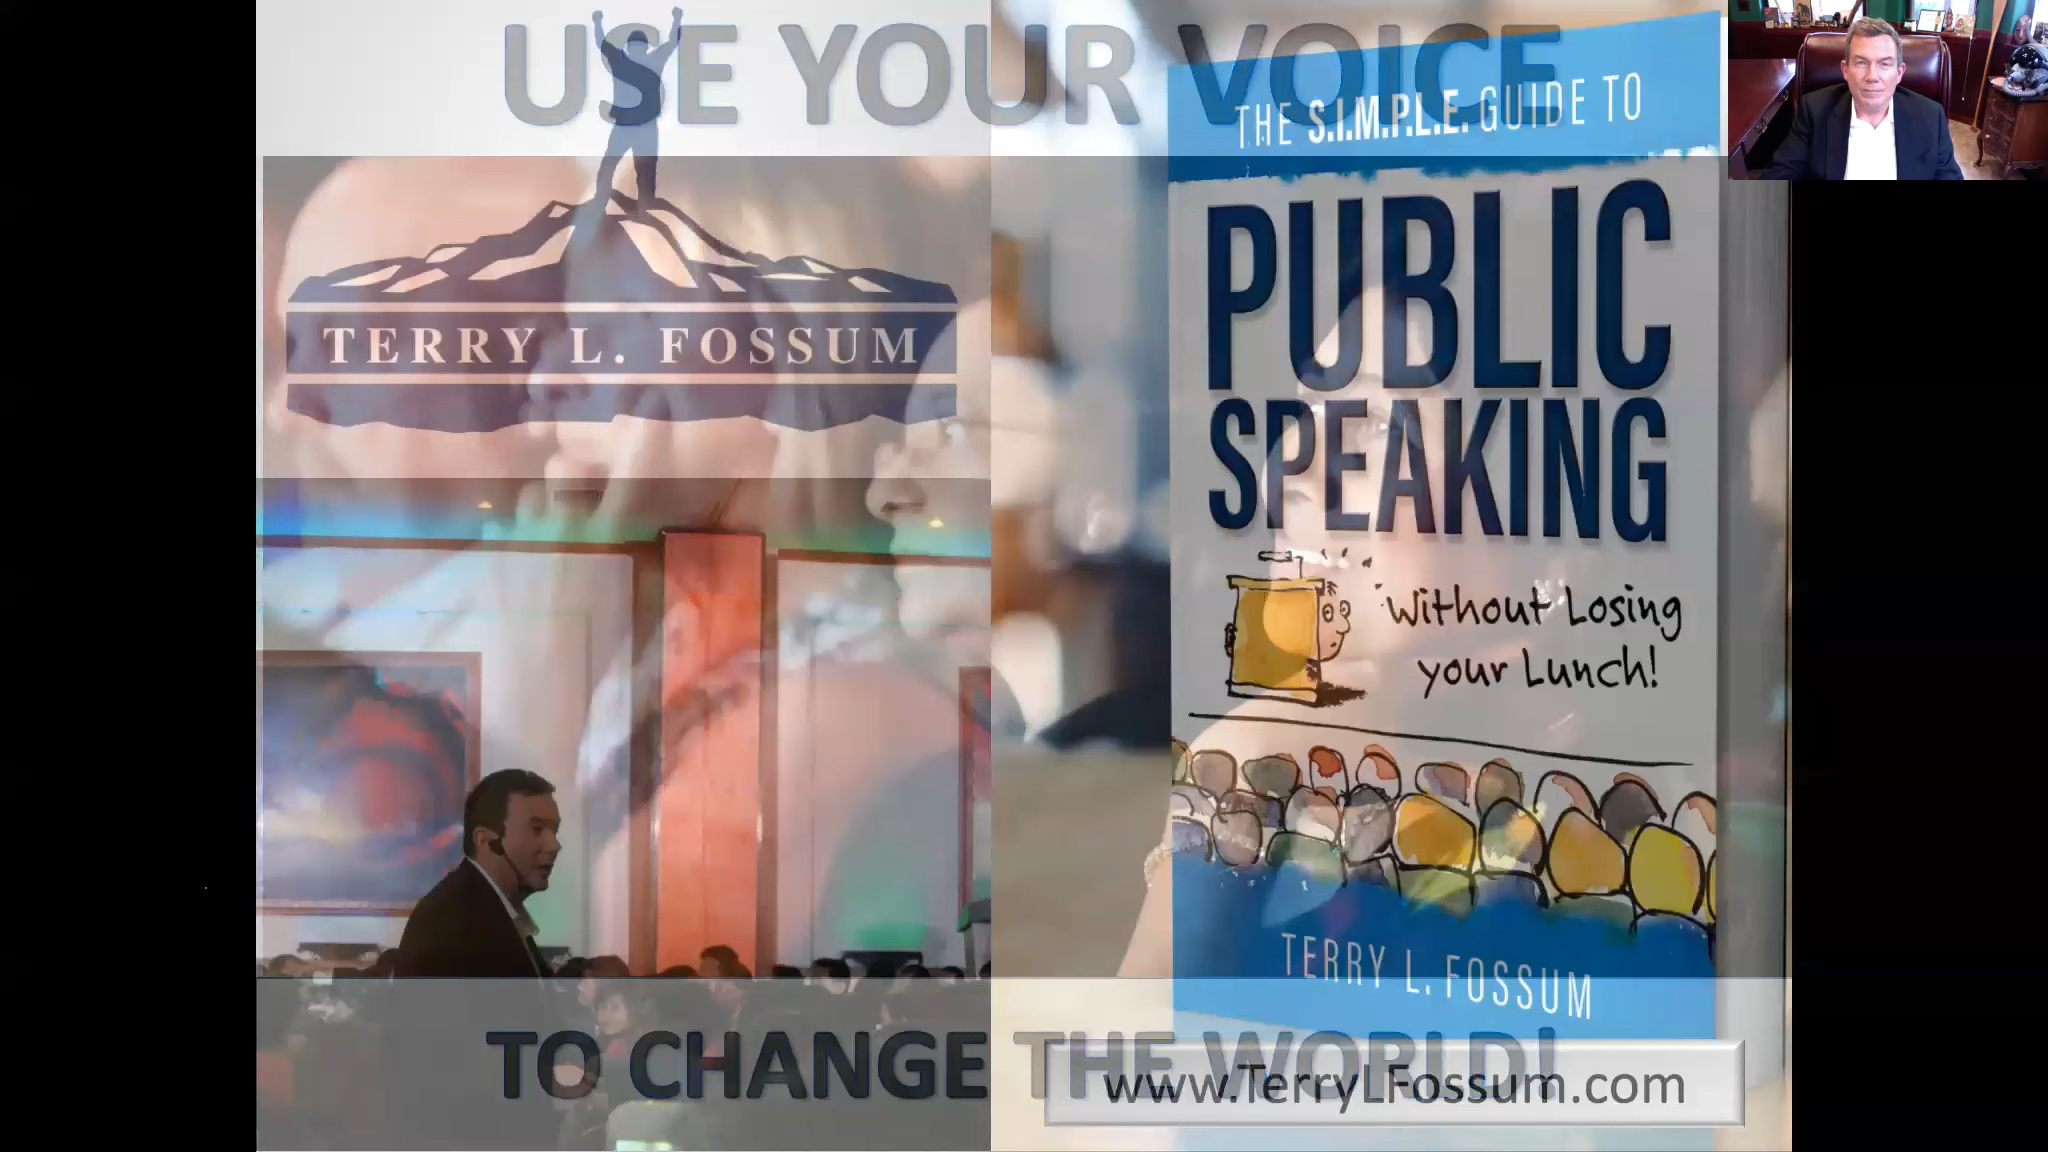 USE YOUR VOICE
TERRY L. FOSSUM
THE S.I.M.P.L.E. GUIDE TO
PUBLIC
SPEAKING
Without Losing
your Lunch!
TERRY L. FOSSUM
TO CHANGE THE WORLD!
www.TerryLFossum.com